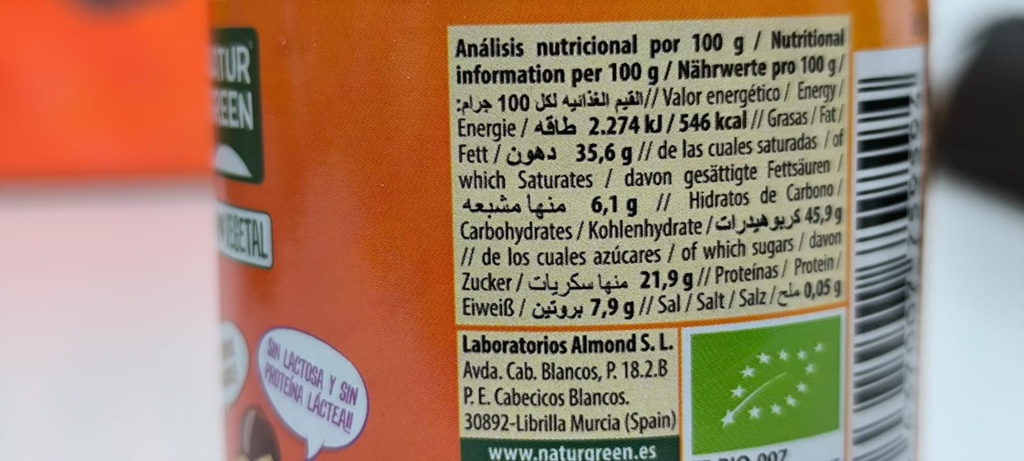 TUR
REEN
VEGETAL
SIN LACTOSA Y SIN
PROTEÍNA LÁCTEA!!
Análisis nutricional por 100 g / Nutritional
information per 100 g / Nährwerte pro 100 g /
القيم الغذائيه لكل 100 جرام:// Valor energético / Energy /
Energie / طاقه 2.274 kJ / 546 kcal // Grasas / Fat /
Fett / دهون 35,6 g // de las cuales saturadas / of
which Saturates / davon gesättigte Fettsäuren /
منها مشبعه 6,1 g // Hidratos de Carbono /
Carbohydrates / Kohlenhydrate / كربوهيدرات 45,9 g
// de los cuales azúcares / of which sugars / davon
Zucker / منها سكريات 21,9 g // Proteínas / Protein /
Eiweiß / بروتين 7,9 g // Sal / Salt / Salz / ملح 0,05 g
Laboratorios Almond S. L.
Avda. Cab. Blancos, P. 18.2.B
P. E. Cabecicos Blancos.
30892-Librilla Murcia (Spain)
www.naturgreen.es